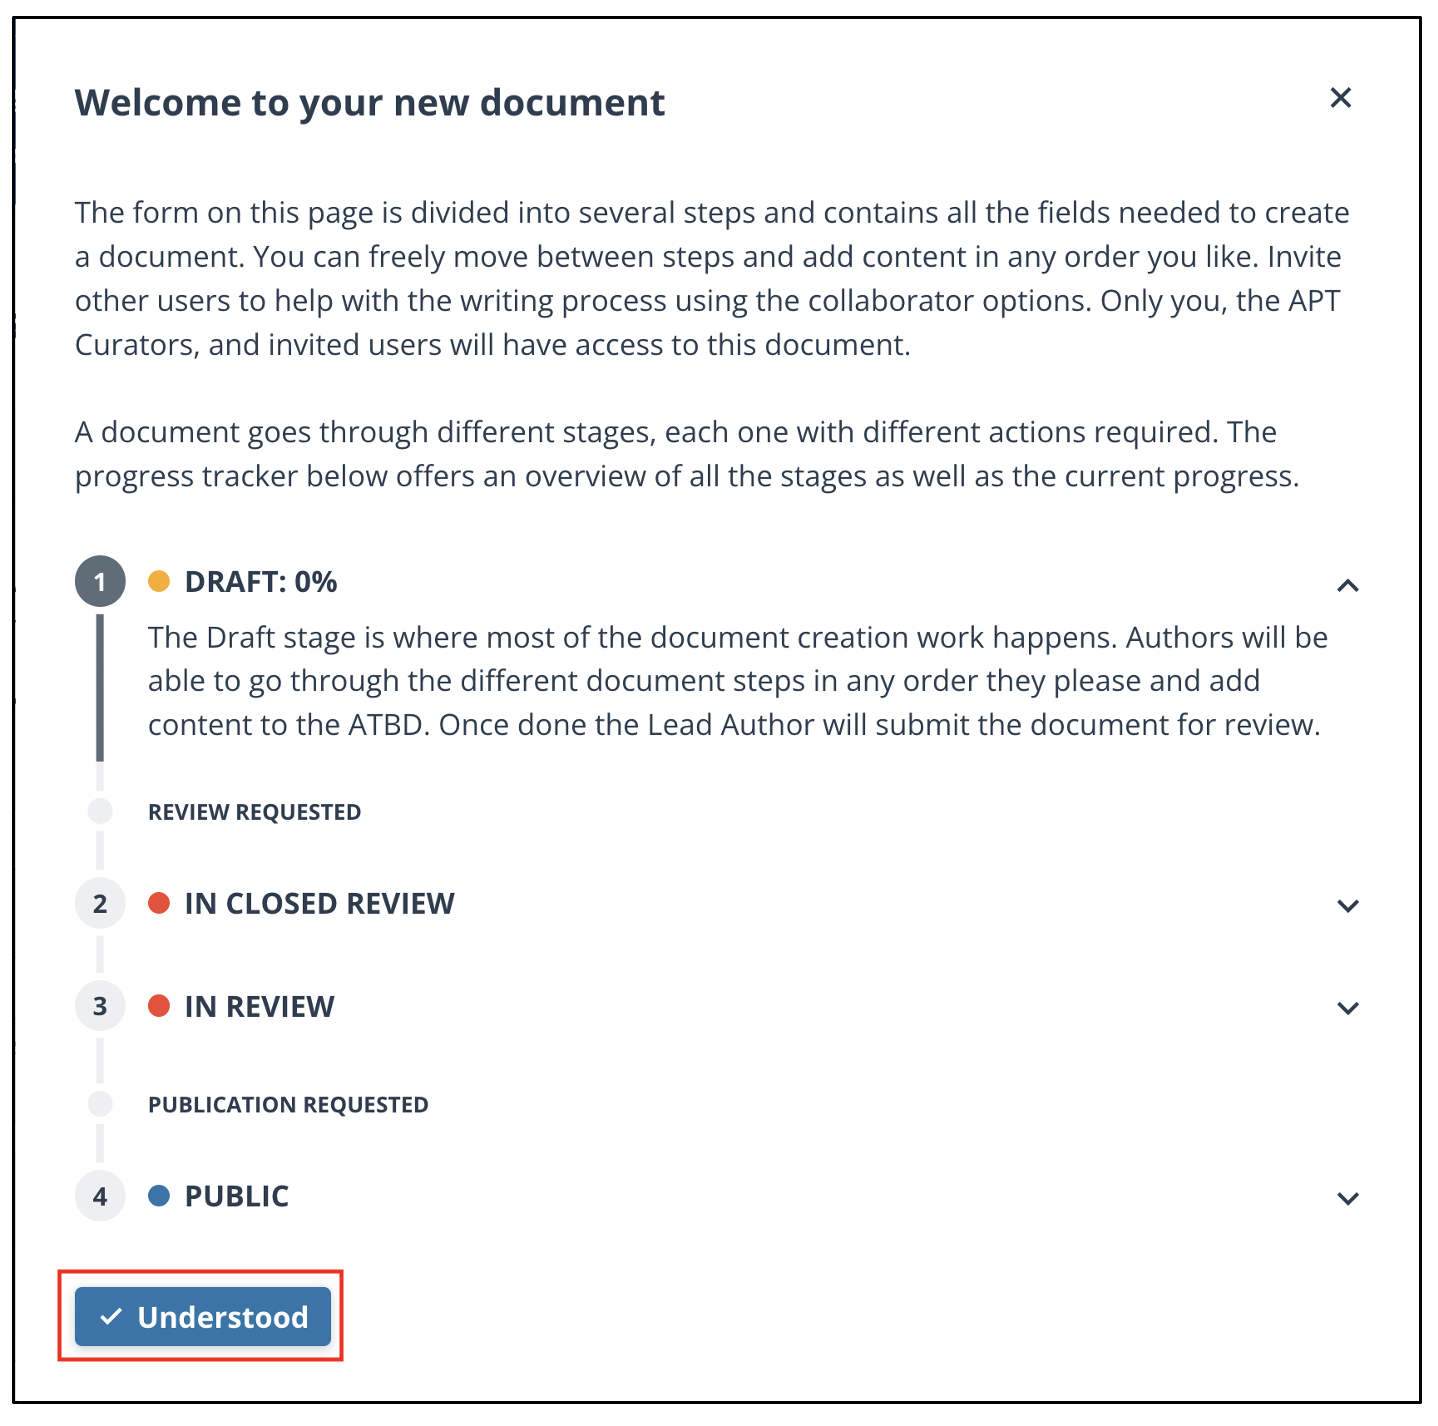 Welcome to your new document
The form on this page is divided into several steps and contains all the fields needed to create
a document. You can freely move between steps and add content in any order you like. Invite
other users to help with the writing process using the collaborator options. Only you, the APT
Curators, and invited users will have access to this document.
A document goes through different stages, each one with different actions required. The
progress tracker below offers an overview of all the stages as well as the current progress.
1 DRAFT: 0%
The Draft stage is where most of the document creation work happens. Authors will be
able to go through the different document steps in any order they please and add
content to the ATBD. Once done the Lead Author will submit the document for review.
REVIEW REQUESTED
2 IN CLOSED REVIEW
3 IN REVIEW
PUBLICATION REQUESTED
4 PUBLIC
Understood